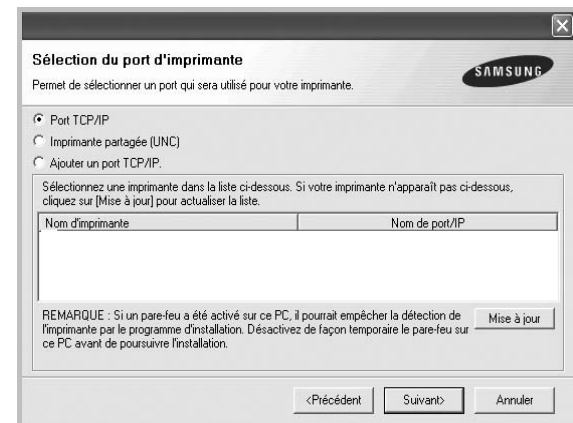 Sélection du port d'imprimante
Permet de sélectionner un port qui sera utilisé pour votre imprimante.
SAMSUNG
Port TCP/IP
Imprimante partagée (UNC)
Ajouter un port TCP/IP.
Sélectionnez une imprimante dans la liste ci-dessous. Si votre imprimante n'apparaît pas ci-dessous,
cliquez sur [Mise à jour] pour actualiser la liste.
Nom d'imprimante Nom de port/IP
REMARQUE : Si un pare-feu a été activé sur ce PC, il pourrait empêcher la détection de
l'imprimante par le programme d'installation. Désactivez de façon temporaire le pare-feu sur
ce PC avant de poursuivre l'installation.
Mise à jour
<Précédent Suivant> Annuler